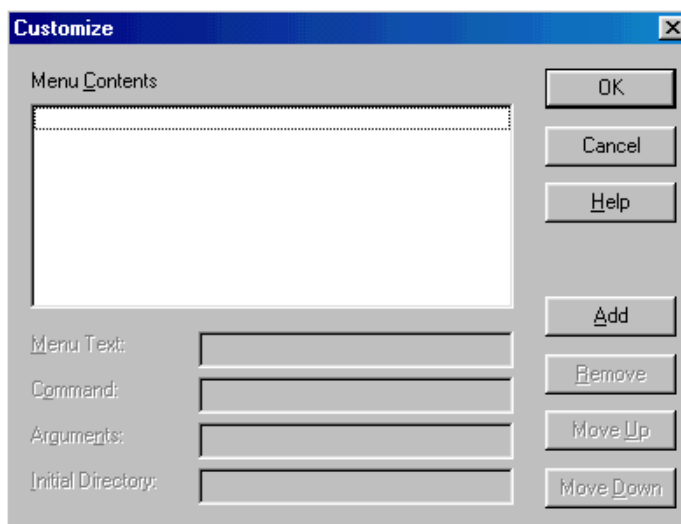 Customize
Menu Contents
OK
Cancel
Help
Add
Menu Text:
Remove
Command:
Arguments:
Move Up
Initial Directory:
Move Down